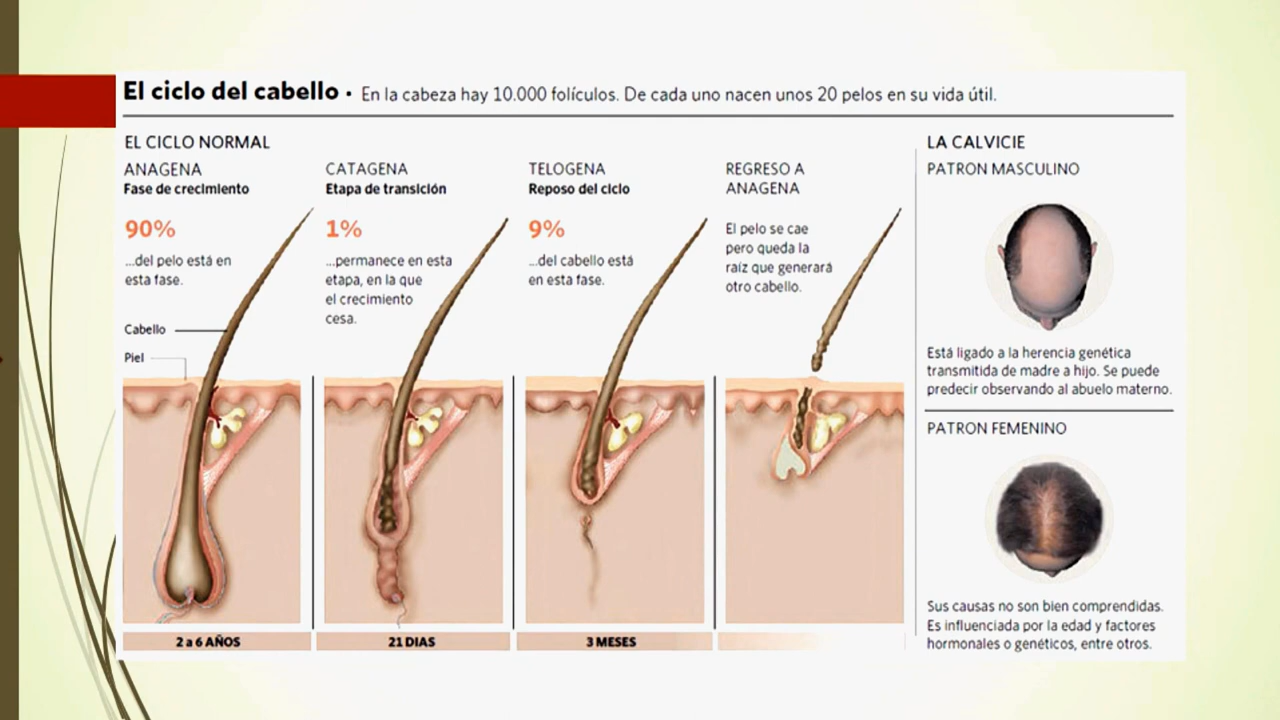 El ciclo del cabello · En la cabeza hay 10.000 folículos. De cada uno nacen unos 20 pelos en su vida útil.
EL CICLO NORMAL
ANAGENA
Fase de crecimiento
90%
...del pelo está en
esta fase.
Cabello
Piel
2 a 6 AÑOS
CATAGENA
Etapa de transición
1%
...permanece en esta
etapa, en la que
el crecimiento
cesa.
21 DIAS
TELOGENA
Reposo del ciclo
9%
...del cabello está
en esta fase.
3 MESES
REGRESO A
ANAGENA
El pelo se cae
pero queda la
raíz que generará
otro cabello.
LA CALVICIE
PATRON MASCULINO
Está ligado a la herencia genética
transmitida de madre a hijo. Se puede
predecir observando al abuelo materno.
PATRON FEMENINO
Sus causas no son bien comprendidas.
Es influenciada por la edad y factores
hormonales o genéticos, entre otros.